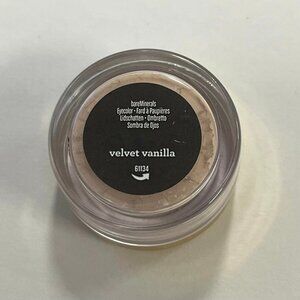 bareMinerals
Eyecolor • Fard à Paupières
Lidschatten • Ombretto
Sombra de Ojos
velvet vanilla
61134